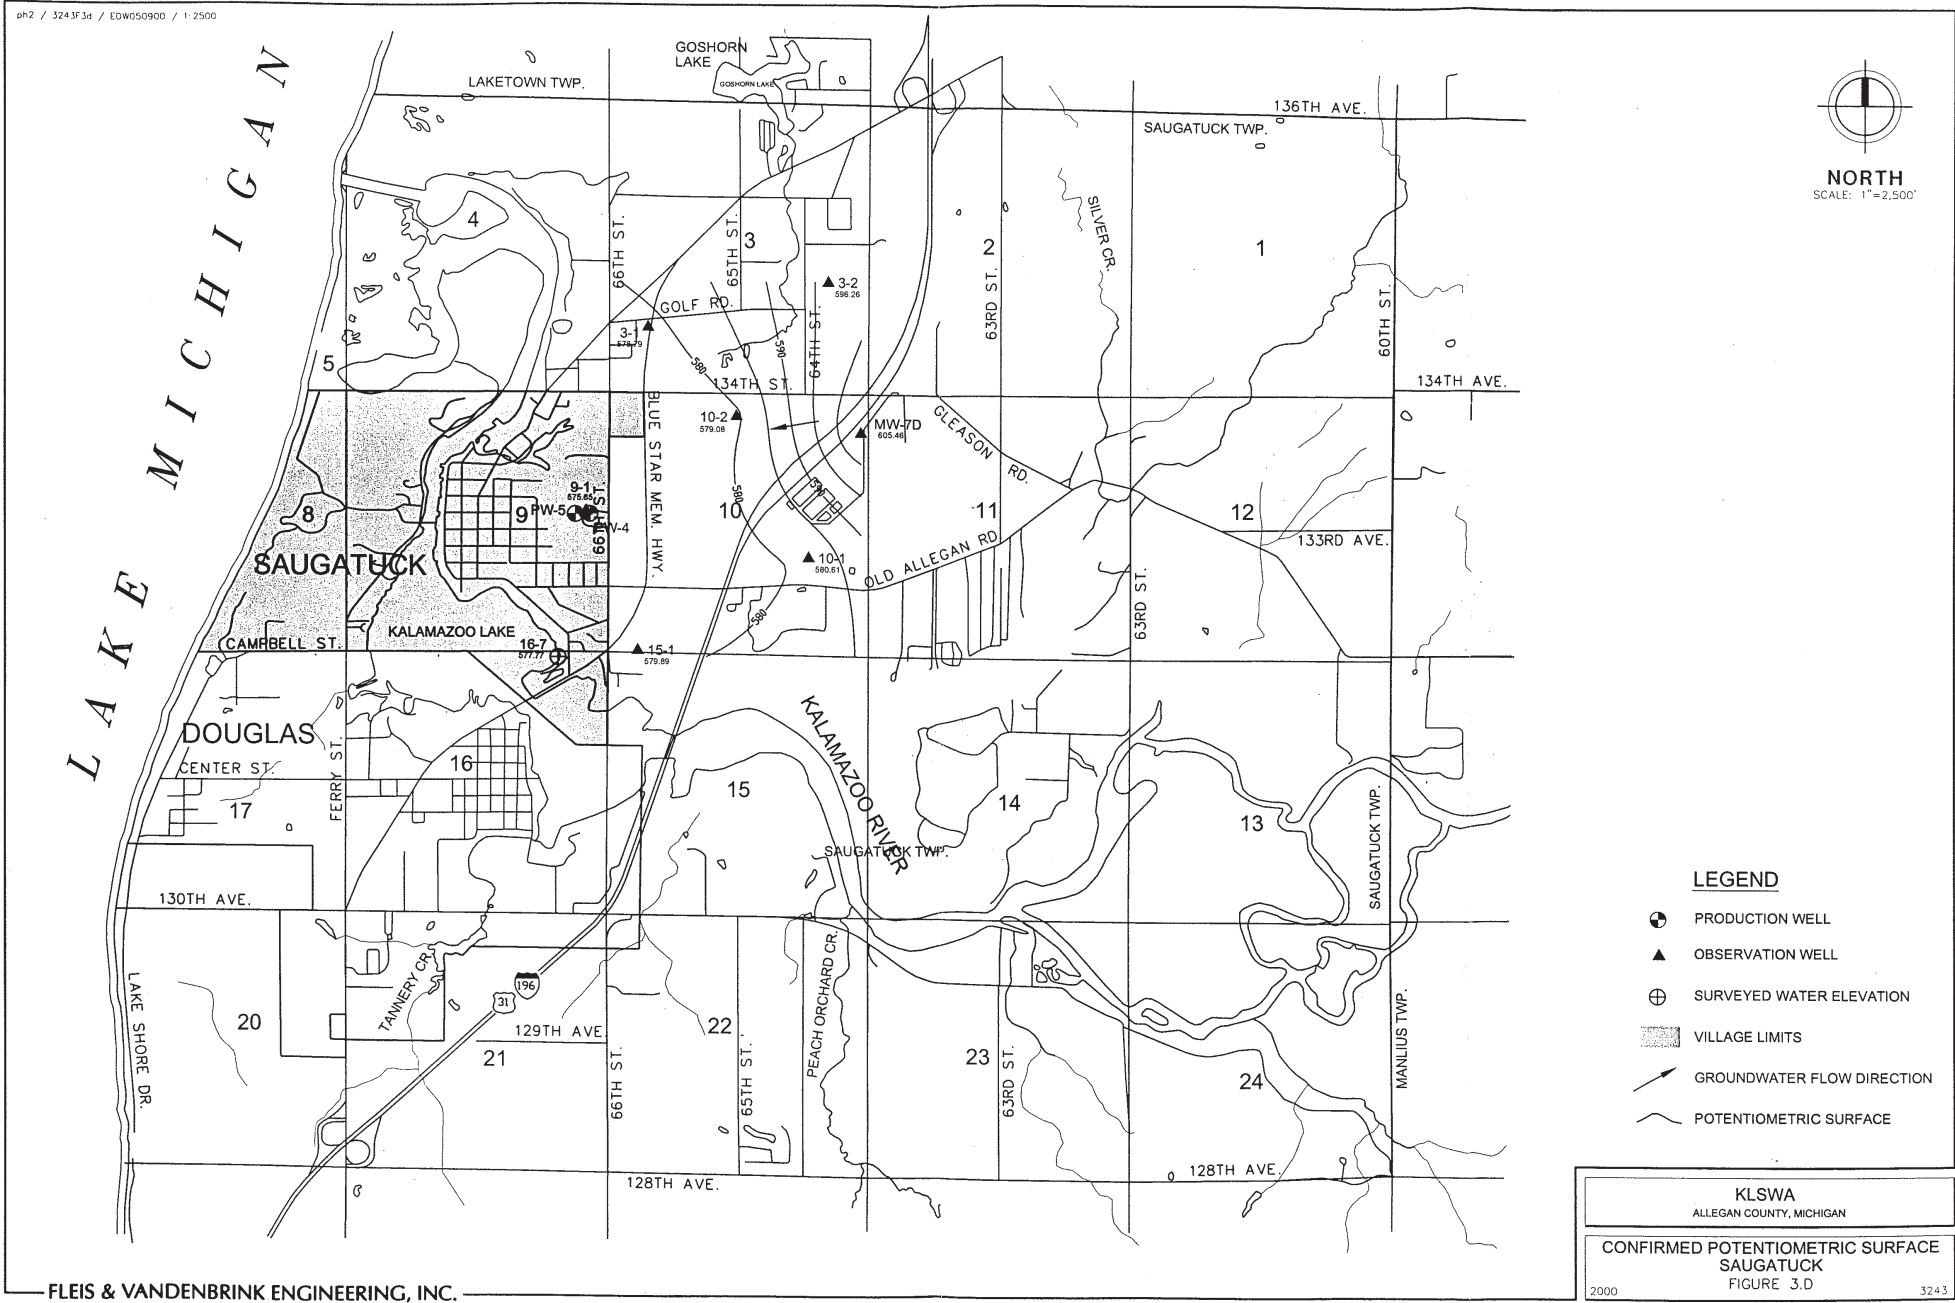 ph2 / 3243F3d / EDW050900 / 1:2500
LAKE MICHIGAN
GOSHORN
LAKE
GOSHORN LAKE
LAKETOWN TWP.
136TH AVE.
SAUGATUCK TWP.
NORTH
SCALE: 1"=2,500'
4
3
2
1
66TH ST.
65TH ST.
SILVER CR.
63RD ST.
60TH ST.
3-2
596.26
GOLF RD.
3-1
578.79
64TH ST.
590
580
5
134TH ST.
134TH AVE.
BLUE STAR MEM. HWY.
10-2
579.08
MW-7D
605.46
GLEASON RD.
9-1
575.65
66TH ST.
PW-5
PW-4
8
9
580
590
10
11
12
133RD AVE.
SAUGATUCK
10-1
580.61
OLD ALLEGAN RD.
63RD ST.
580
CAMPBELL ST.
KALAMAZOO LAKE
16-7
577.77
15-1
579.89
KALAMAZOO RIVER
DOUGLAS
CENTER ST.
FERRY ST.
16
17
15
14
13
SAUGATUCK TWP.
SAUGATUCK TWP.
130TH AVE.
LAKE SHORE DR.
TANNERY CR.
196
31
PEACH ORCHARD CR.
20
129TH AVE.
21
22
23
24
66TH ST.
65TH ST.
63RD ST.
MANLIUS TWP.
128TH AVE.
128TH AVE.
LEGEND
PRODUCTION WELL
OBSERVATION WELL
SURVEYED WATER ELEVATION
VILLAGE LIMITS
GROUNDWATER FLOW DIRECTION
POTENTIOMETRIC SURFACE
KLSWA
ALLEGAN COUNTY, MICHIGAN
CONFIRMED POTENTIOMETRIC SURFACE
SAUGATUCK
FIGURE 3.D
2000
3243
FLEIS & VANDENBRINK ENGINEERING, INC.